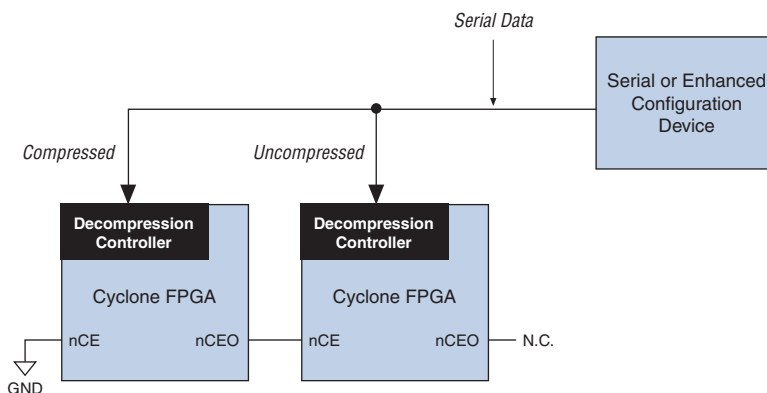 Serial Data
Serial or Enhanced
Configuration
Device
Compressed
Uncompressed
Decompression
Controller
Decompression
Controller
Cyclone FPGA
Cyclone FPGA
nCE
nCEO
nCE
nCEO
N.C.
GND